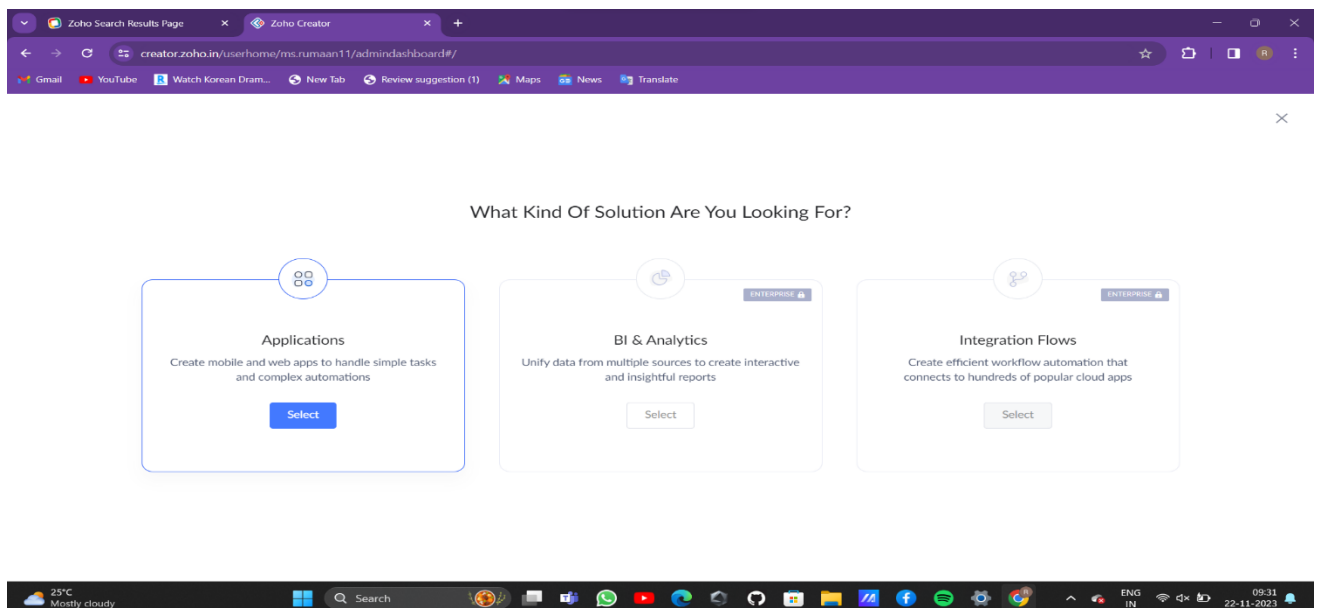 Zoho Search Results Page
Zoho Creator
creator.zoho.in/userhome/ms.rumaan11/admindashboard#/
R
Gmail
YouTube
Watch Korean Dram...
New Tab
Review suggestion (1)
Maps
News
Translate
What Kind Of Solution Are You Looking For?
Applications
Create mobile and web apps to handle simple tasks
and complex automations
Select
ENTERPRISE
BI & Analytics
Unify data from multiple sources to create interactive
and insightful reports
Select
ENTERPRISE
Integration Flows
Create efficient workflow automation that
connects to hundreds of popular cloud apps
Select
25°C
Mostly cloudy
Search
ENG
IN
09:31
22-11-2023